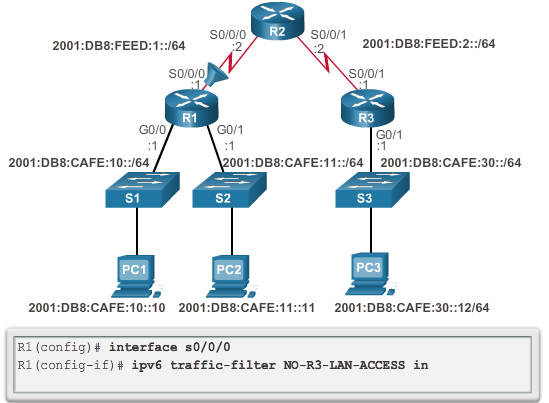 R2
S0/0/0
S0/0/1
2001:DB8:FEED:1::/64
:2
:2
2001:DB8:FEED:2::/64
S0/0/0
S0/0/1
:1
:1
R1
R3
G0/0
G0/1
G0/1
:1
:1
:1
2001:DB8:CAFE:10::/64
2001:DB8:CAFE:11::/64
2001:DB8:CAFE:30::/64
S1
S2
S3
PC1
PC2
PC3
2001:DB8:CAFE:10::10
2001:DB8:CAFE:11::11
2001:DB8:CAFE:30::12/64
R1(config)# interface s0/0/0
R1(config-if)# ipv6 traffic-filter NO-R3-LAN-ACCESS in